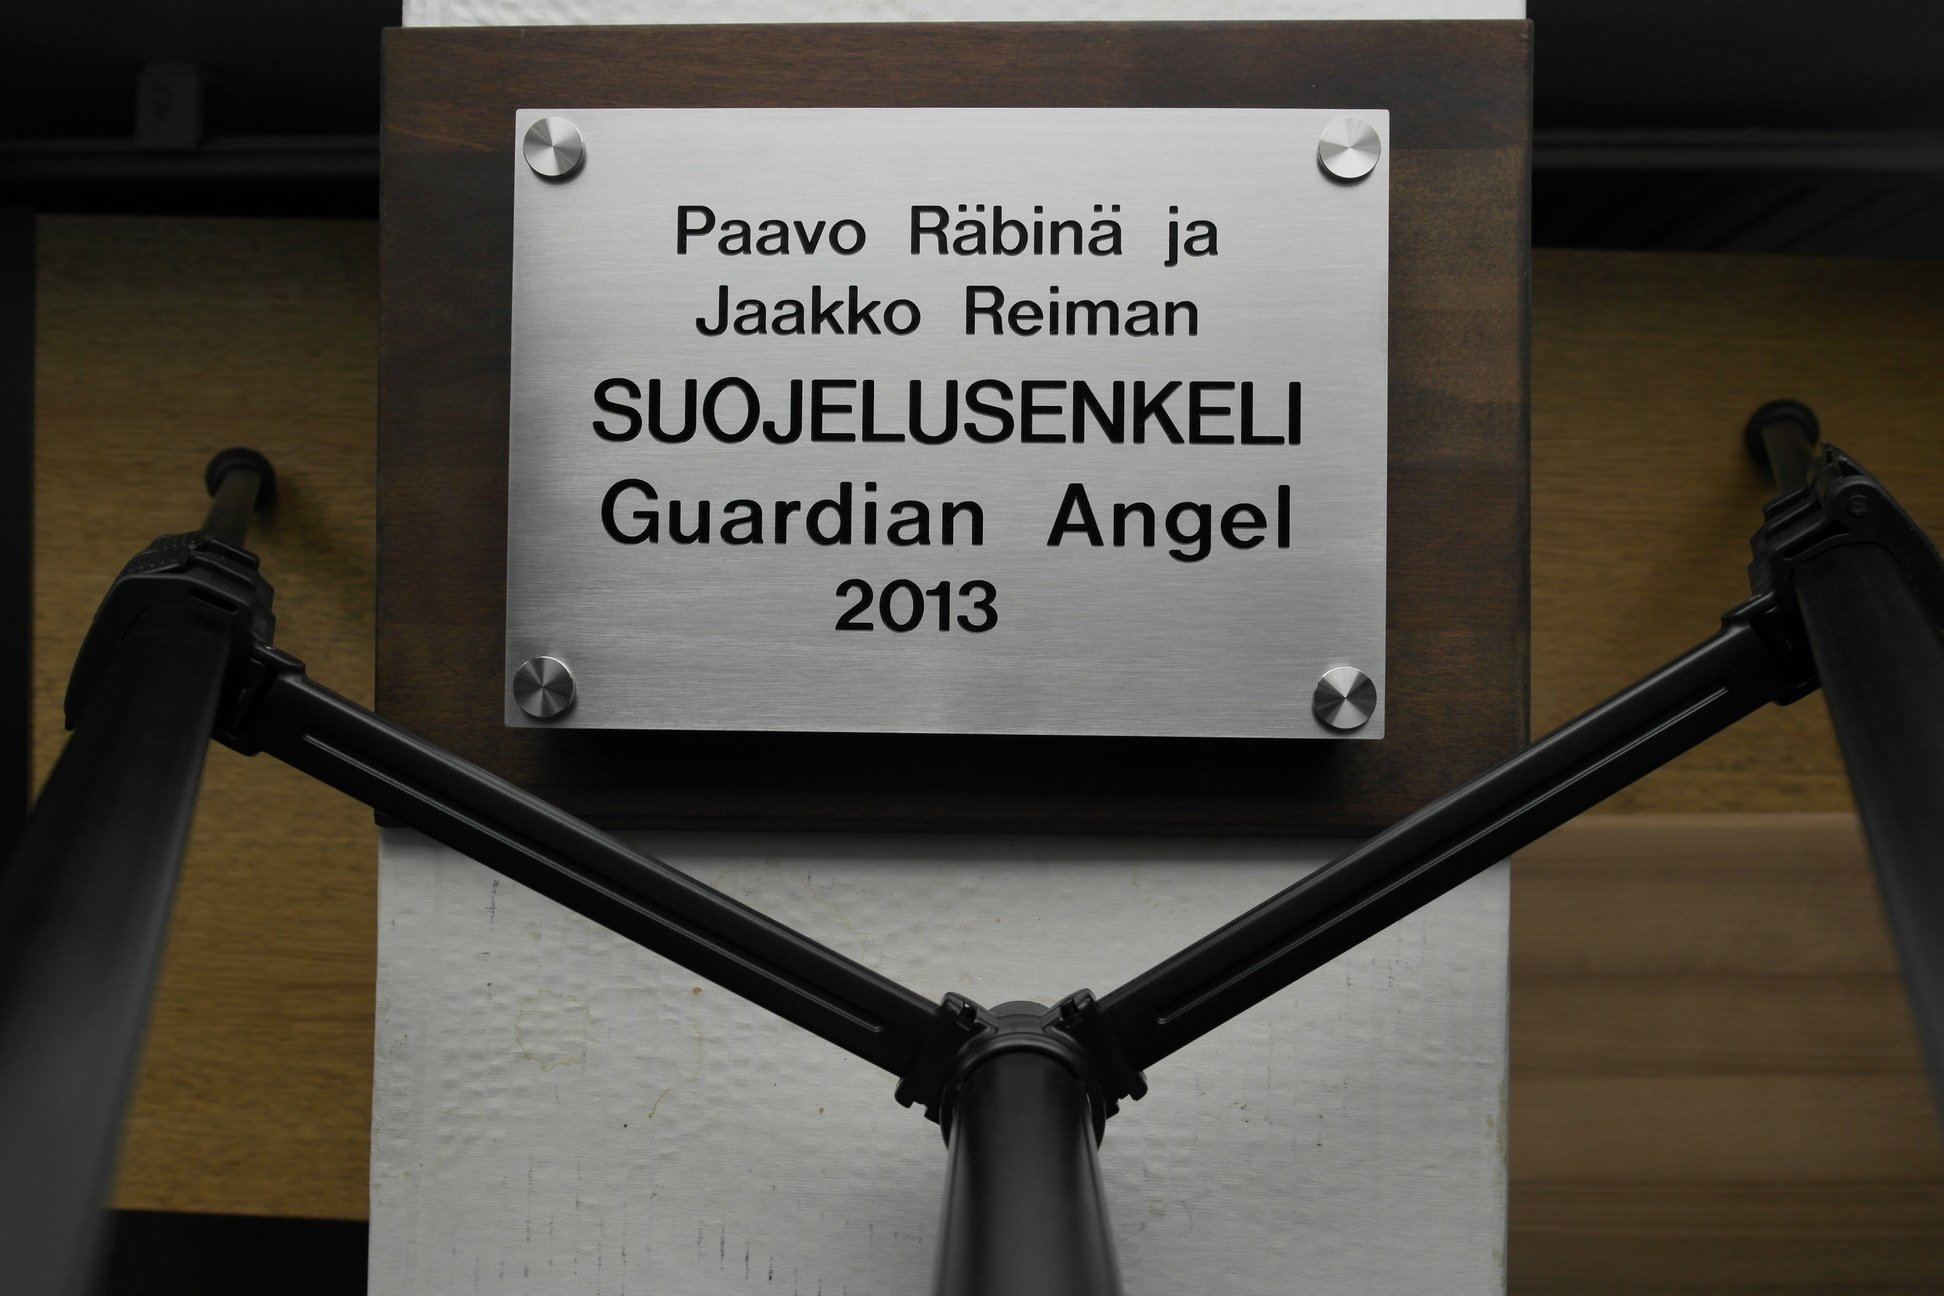 Paavo Räbinä ja
Jaakko Reiman
SUOJELUSENKELI
Guardian Angel
2013